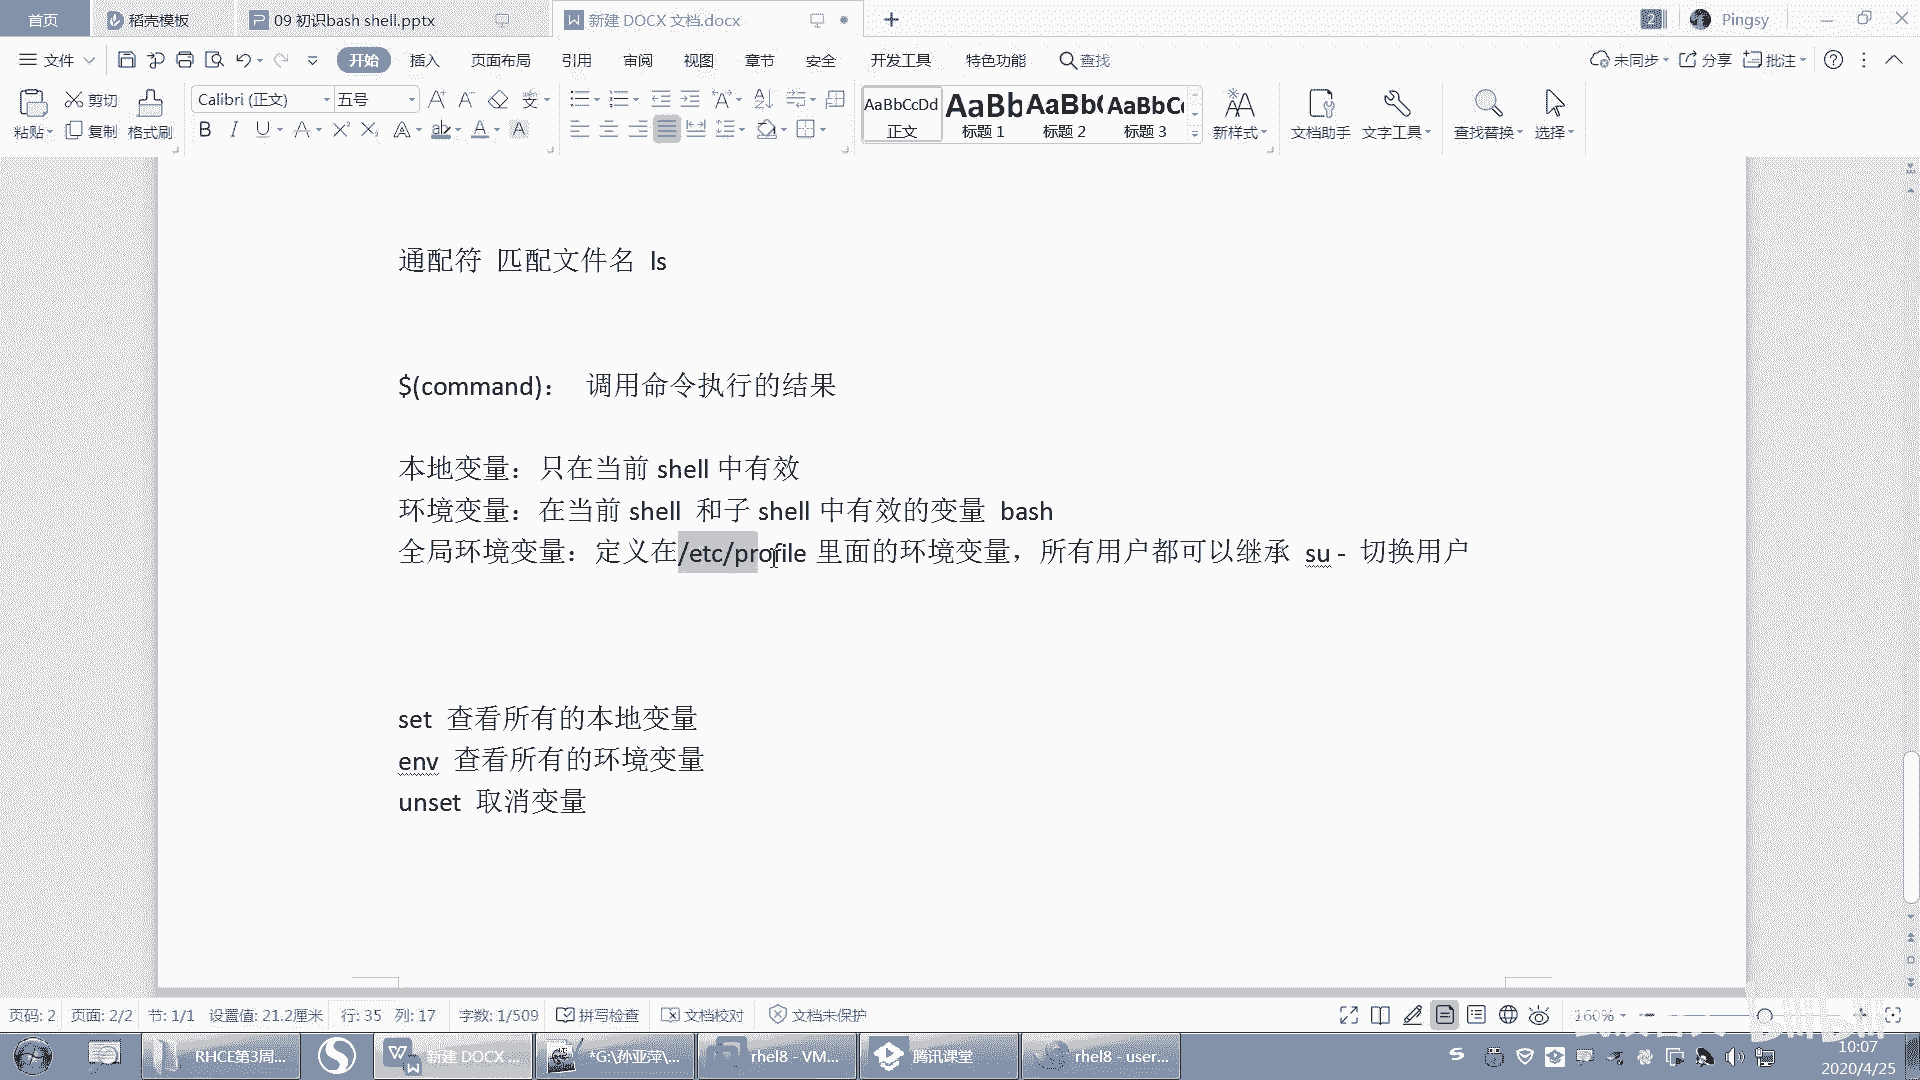 首页 稻壳模板 09 初识bash shell.pptx 新建 DOCX 文档.docx 2 Pingsy
文件 开始 插入 页面布局 引用 审阅 视图 章节 安全 开发工具 特色功能 查找 未同步 分享 批注
粘贴 剪切 复制 格式刷 Calibri (正文) 五号
AaBbCcDd 正文 AaBb 标题 1 AaBb( 标题 2 AaBbC 标题 3 新样式 文档助手 文字工具 查找替换 选择
通配符 匹配文件名 ls
$(command)： 调用命令执行的结果
本地变量：只在当前 shell 中有效
环境变量：在当前 shell 和子 shell 中有效的变量 bash
全局环境变量：定义在/etc/profile 里面的环境变量，所有用户都可以继承 su - 切换用户
set 查看所有的本地变量
env 查看所有的环境变量
unset 取消变量
页码: 2 页面: 2/2 节: 1/1 设置值: 21.2厘米 行: 35 列: 17 字数: 1/509 拼写检查 文档校对 文档未保护 160%
RHCE第3周... 新建 DOCX ... *G:\孙亚萍\... rhel8 - VM... 腾讯课堂 rhel8 - user...
10:07
2020/4/25